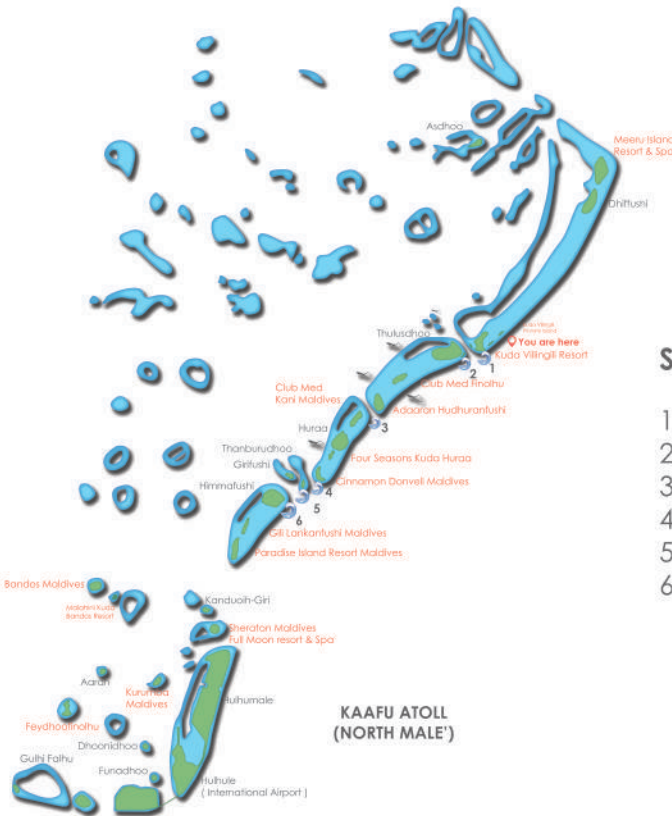 Asdhoo
Meeru Island
Resort & Spa
Dhiffushi
Thulusdhoo
You are here
Kuda Villingili Resort
2
1
Club Med Finolhu
Club Med
Kani Maldives
Adaaran Hudhuranfushi
3
Huraa
Thanburudhoo
Girifushi
Four Seasons Kuda Huraa
Himmafushi
Cinnamon Donveli Maldives
4
5
6
Gili Lankanfushi Maldives
Paradise Island Resort Maldives
S
1
2
3
4
5
6
Bandos Maldives
Bandos Resort
Kanduoih-Giri
Sheraton Maldives
Full Moon resort & Spa
Aarah
Kurumba
Maldives
Hulhumale
Feydhoofinolhu
Dhoonidhoo
Gulhi Falhu
Funadhoo
Hulhule
( International Airport )
KAAFU ATOLL
(NORTH MALE')